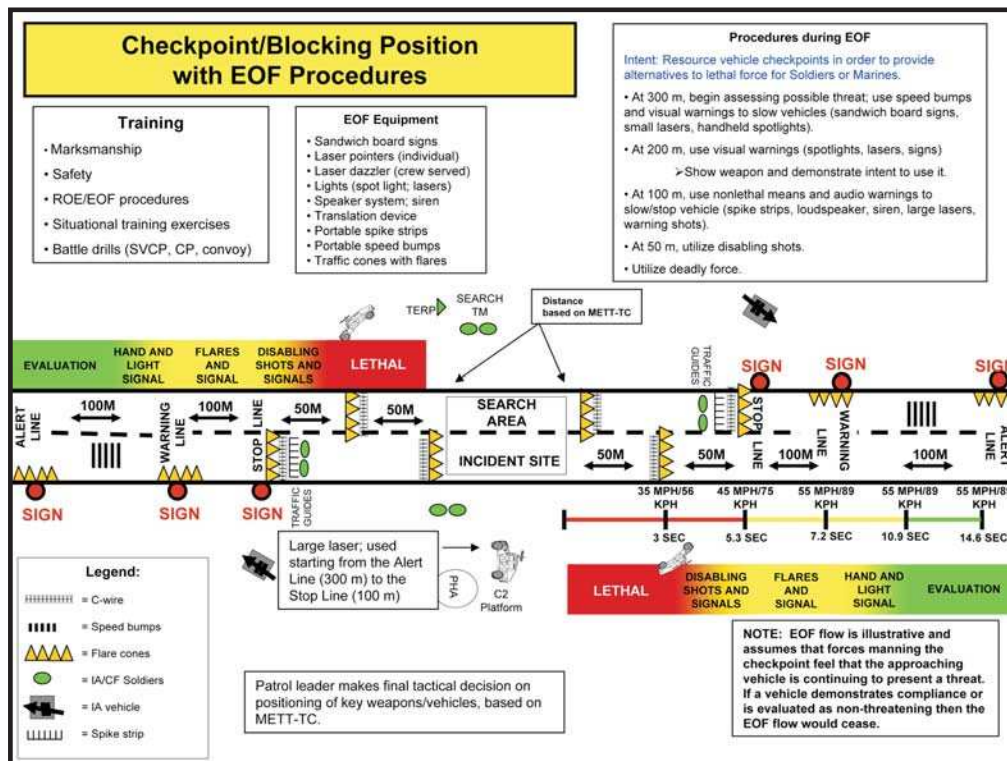 Checkpoint/Blocking Position
with EOF Procedures
Procedures during EOF
Intent: Resource vehicle checkpoints in order to provide
alternatives to lethal force for Soldiers or Marines.
• At 300 m, begin assessing possible threat; use speed bumps
and visual warnings to slow vehicles (sandwich board signs,
small lasers, handheld spotlights).
• At 200 m, use visual warnings (spotlights, lasers, signs)
➢Show weapon and demonstrate intent to use it.
• At 100 m, use nonlethal means and audio warnings to
slow/stop vehicle (spike strips, loudspeaker, siren, large lasers,
warning shots).
• At 50 m, utilize disabling shots.
• Utilize deadly force.
Training
• Marksmanship
• Safety
• ROE/EOF procedures
• Situational training exercises
• Battle drills (SVCP, CP, convoy)
EOF Equipment
• Sandwich board signs
• Laser pointers (individual)
• Laser dazzler (crew served)
• Lights (spot light; lasers)
• Speaker system; siren
• Translation device
• Portable spike strips
• Portable speed bumps
• Traffic cones with flares
TERP
SEARCH
TM
Distance
based on METT-TC
EVALUATION
HAND AND
LIGHT
SIGNAL
FLARES
AND
SIGNAL
DISABLING
SHOTS AND
SIGNALS
LETHAL
TRAFFIC
GUIDES
SIGN
SIGN
SIGN
ALERT
LINE
100M
WARNING
LINE
100M
STOP LINE
50M
50M
SEARCH
AREA
INCIDENT SITE
50M
50M
STOP
LINE
100M
WARNING
LINE
100M
ALERT
LINE
SIGN
SIGN
SIGN
TRAFFIC
GUIDES
35 MPH/56
KPH
45 MPH/75
KPH
55 MPH/89
KPH
55 MPH/89
KPH
55 MPH/89
KPH
3 SEC
5.3 SEC
7.2 SEC
10.9 SEC
14.6 SEC
Large laser; used
starting from the Alert
Line (300 m) to the
Stop Line (100 m)
PHA
C2
Platform
LETHAL
DISABLING
SHOTS AND
SIGNALS
FLARES
AND
SIGNAL
HAND AND
LIGHT
SIGNAL
EVALUATION
Legend:
= C-wire
= Speed bumps
= Flare cones
= IA/CF Soldiers
= IA vehicle
= Spike strip
Patrol leader makes final tactical decision on
positioning of key weapons/vehicles, based on
METT-TC.
NOTE: EOF flow is illustrative and
assumes that forces manning the
checkpoint feel that the approaching
vehicle is continuing to present a threat.
If a vehicle demonstrates compliance or
is evaluated as non-threatening then the
EOF flow would cease.